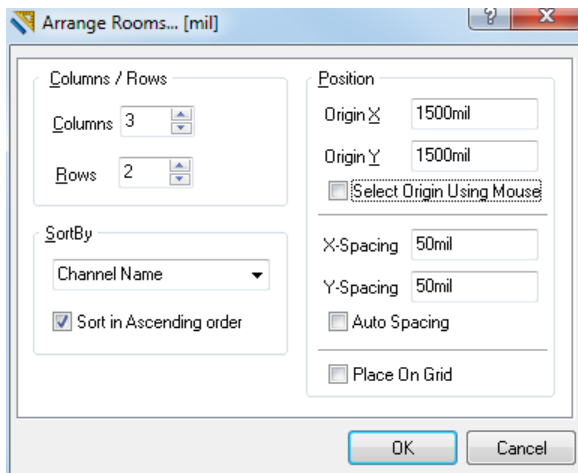 Arrange Rooms... [mil]
?
Columns / Rows
Columns 3
Rows 2
SortBy
Channel Name
Sort in Ascending order
Position
Origin X 1500mil
Origin Y 1500mil
Select Origin Using Mouse
X-Spacing 50mil
Y-Spacing 50mil
Auto Spacing
Place On Grid
OK
Cancel